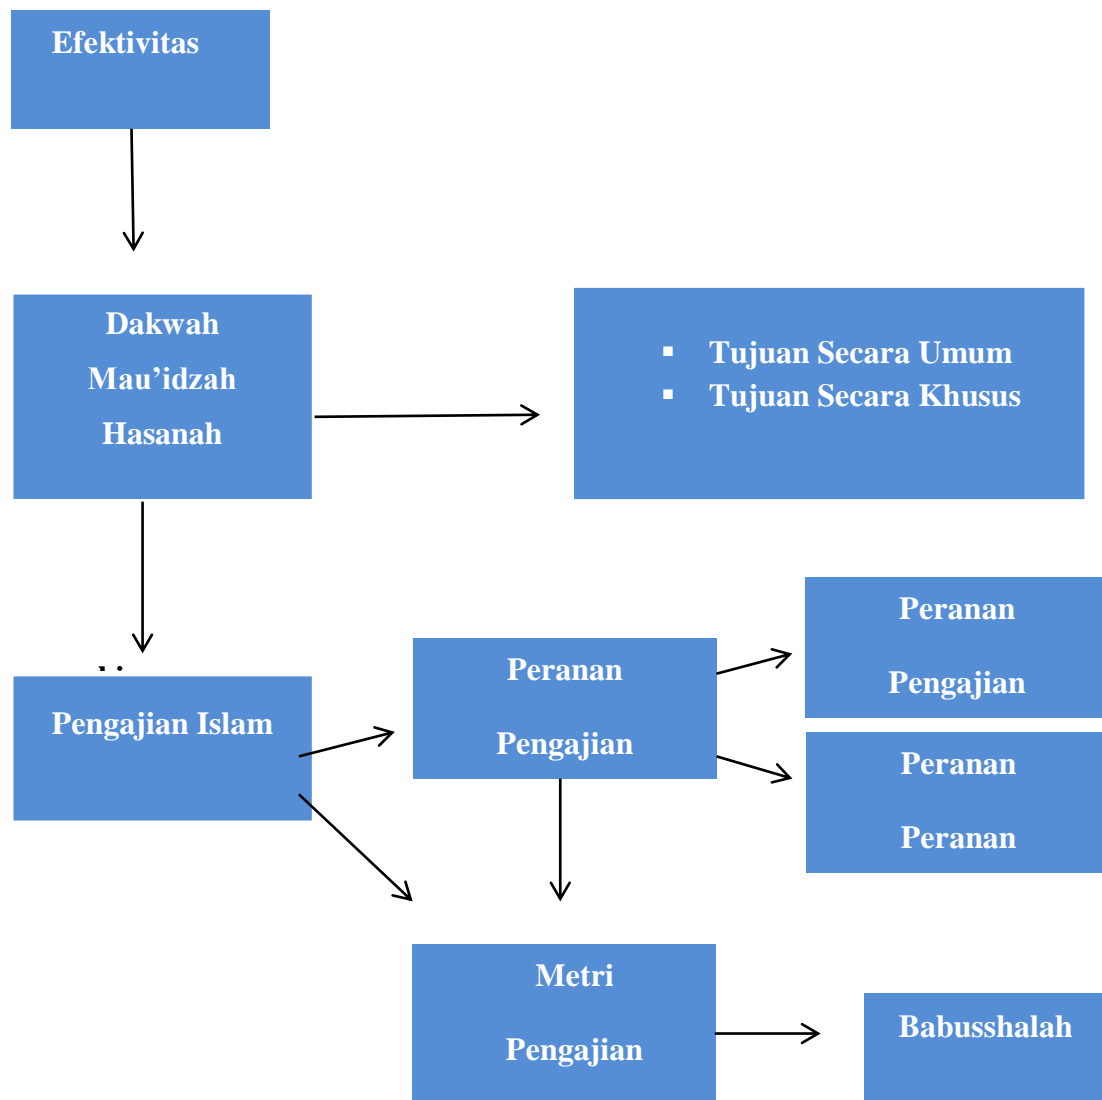 Efektivitas
Dakwah
Mau’idzah
Hasanah
▪ Tujuan Secara Umum
▪ Tujuan Secara Khusus
Pengajian Islam
Peranan
Pengajian
Peranan
Pengajian
Peranan
Peranan
Metri
Pengajian
Babusshalah